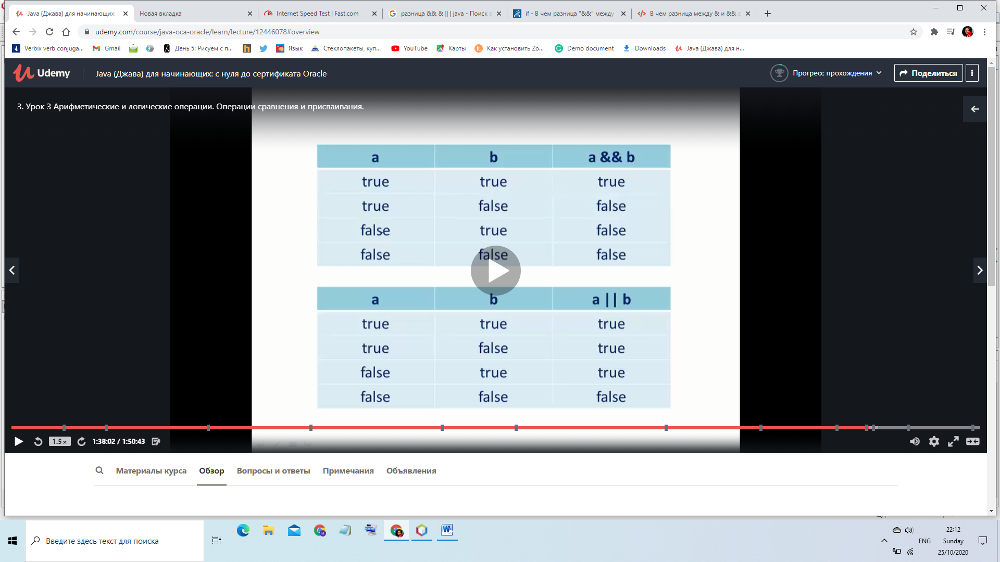 Java (Джава) для начинающих:
Новая вкладка
Internet Speed Test | Fast.com
разница && & || | java - Поиск в
if - В чем разница "&&" между
В чем разница между & и && в
udemy.com/course/java-oca-oracle/learn/lecture/12446078#overview
Verbix verb conjuga...
Gmail
День 5: Рисуем с п...
Язык
Стеклопакеты, куп...
YouTube
Карты
Как установить Zo...
Demo document
Downloads
Java (Джава) для н...
Udemy
Java (Джава) для начинающих: с нуля до сертификата Oracle
Прогресс прохождения
Поделиться
3. Урок 3 Арифметические и логические операции. Операции сравнения и присваивания.
a b a && b
true true true
true false false
false true false
false false false
a b a || b
true true true
true false true
false true true
false false false
1.5×
1:38:02 / 1:50:43
Материалы курса
Обзор
Вопросы и ответы
Примечания
Объявления
Введите здесь текст для поиска
22:12
ENG
Sunday
25/10/2020